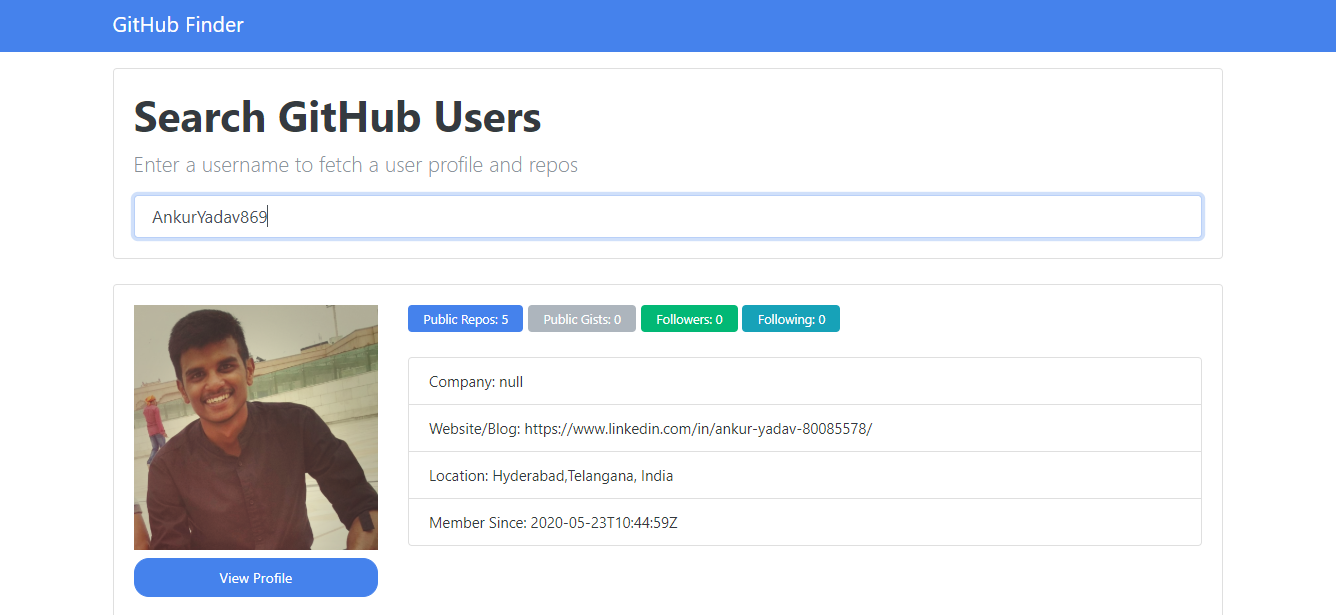 GitHub Finder
Search GitHub Users
Enter a username to fetch a user profile and repos
AnkurYadav869
Public Repos: 5 Public Gists: 0 Followers: 0 Following: 0
Company: null
Website/Blog: https://www.linkedin.com/in/ankur-yadav-80085578/
Location: Hyderabad,Telangana, India
Member Since: 2020-05-23T10:44:59Z
View Profile